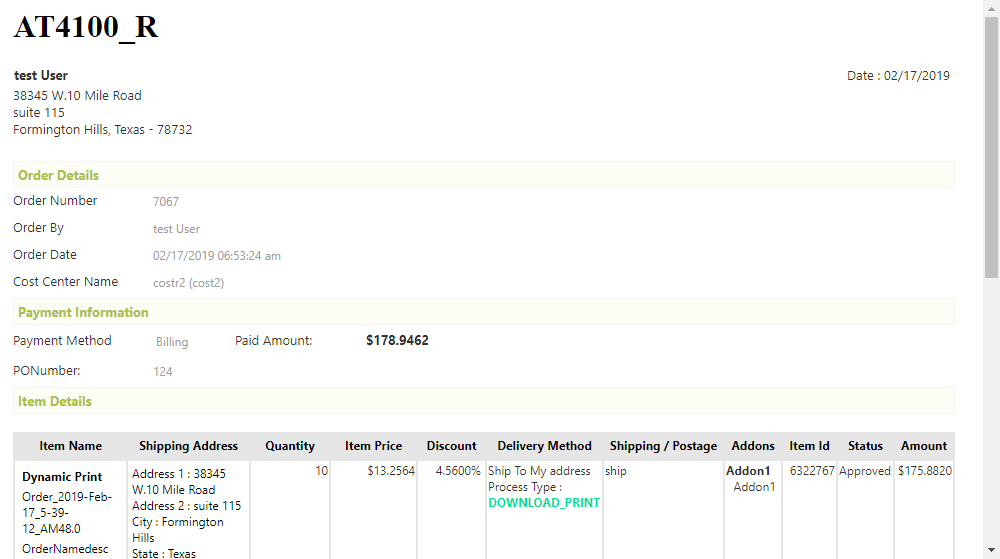 AT4100_R
test User
Date : 02/17/2019
38345 W.10 Mile Road
suite 115
Formington Hills, Texas - 78732
Order Details
Order Number 7067
Order By test User
Order Date 02/17/2019 06:53:24 am
Cost Center Name costr2 (cost2)
Payment Information
Payment Method Billing Paid Amount: $178.9462
PONumber: 124
Item Details
Item Name Shipping Address Quantity Item Price Discount Delivery Method Shipping / Postage Addons Item Id Status Amount
Dynamic Print
Order_2019-Feb-
17_5-39-
12_AM48.0
OrderNamedesc
Address 1 : 38345
W.10 Mile Road
Address 2 : suite 115
City : Formington
Hills
State : Texas
10
$13.2564
4.5600%
Ship To My address
Process Type :
DOWNLOAD_PRINT
ship
Addon1
Addon1
6322767
Approved
$175.8820